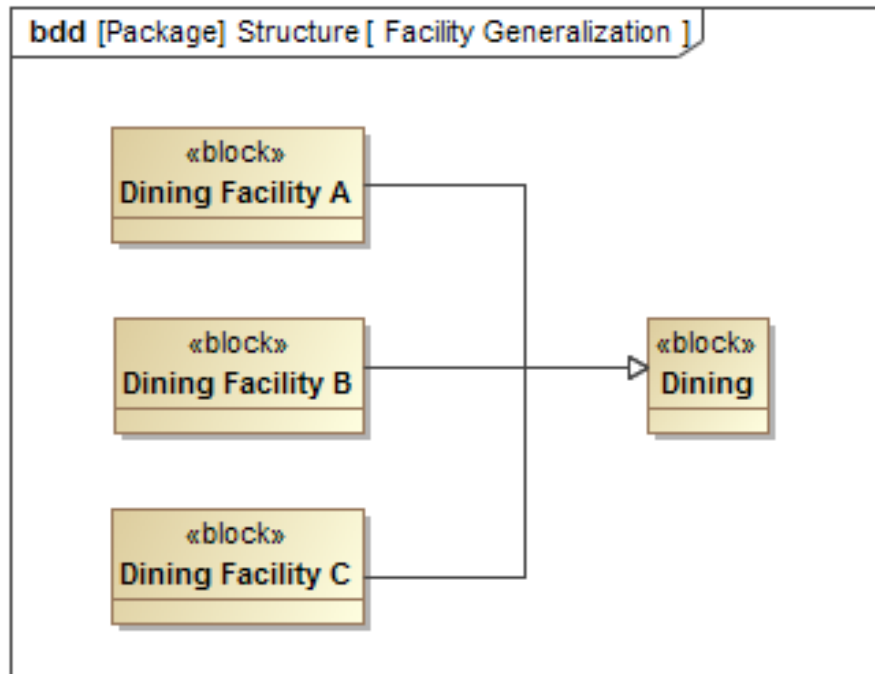 bdd [Package] Structure [ Facility Generalization ]
«block»
Dining Facility A
«block»
Dining Facility B
«block»
Dining
«block»
Dining Facility C